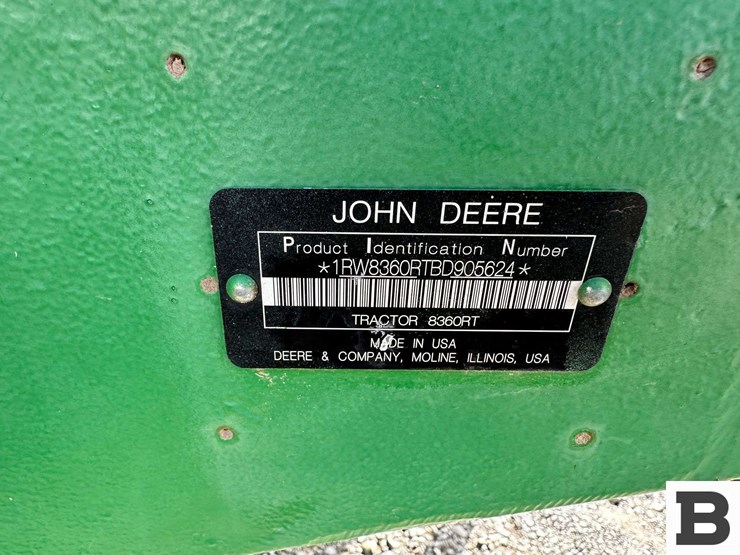 JOHN DEERE
Product Identification Number
*1RW8360RTBD905624*
TRACTOR 8360RT
MADE IN USA
DEERE & COMPANY, MOLINE, ILLINOIS, USA
B